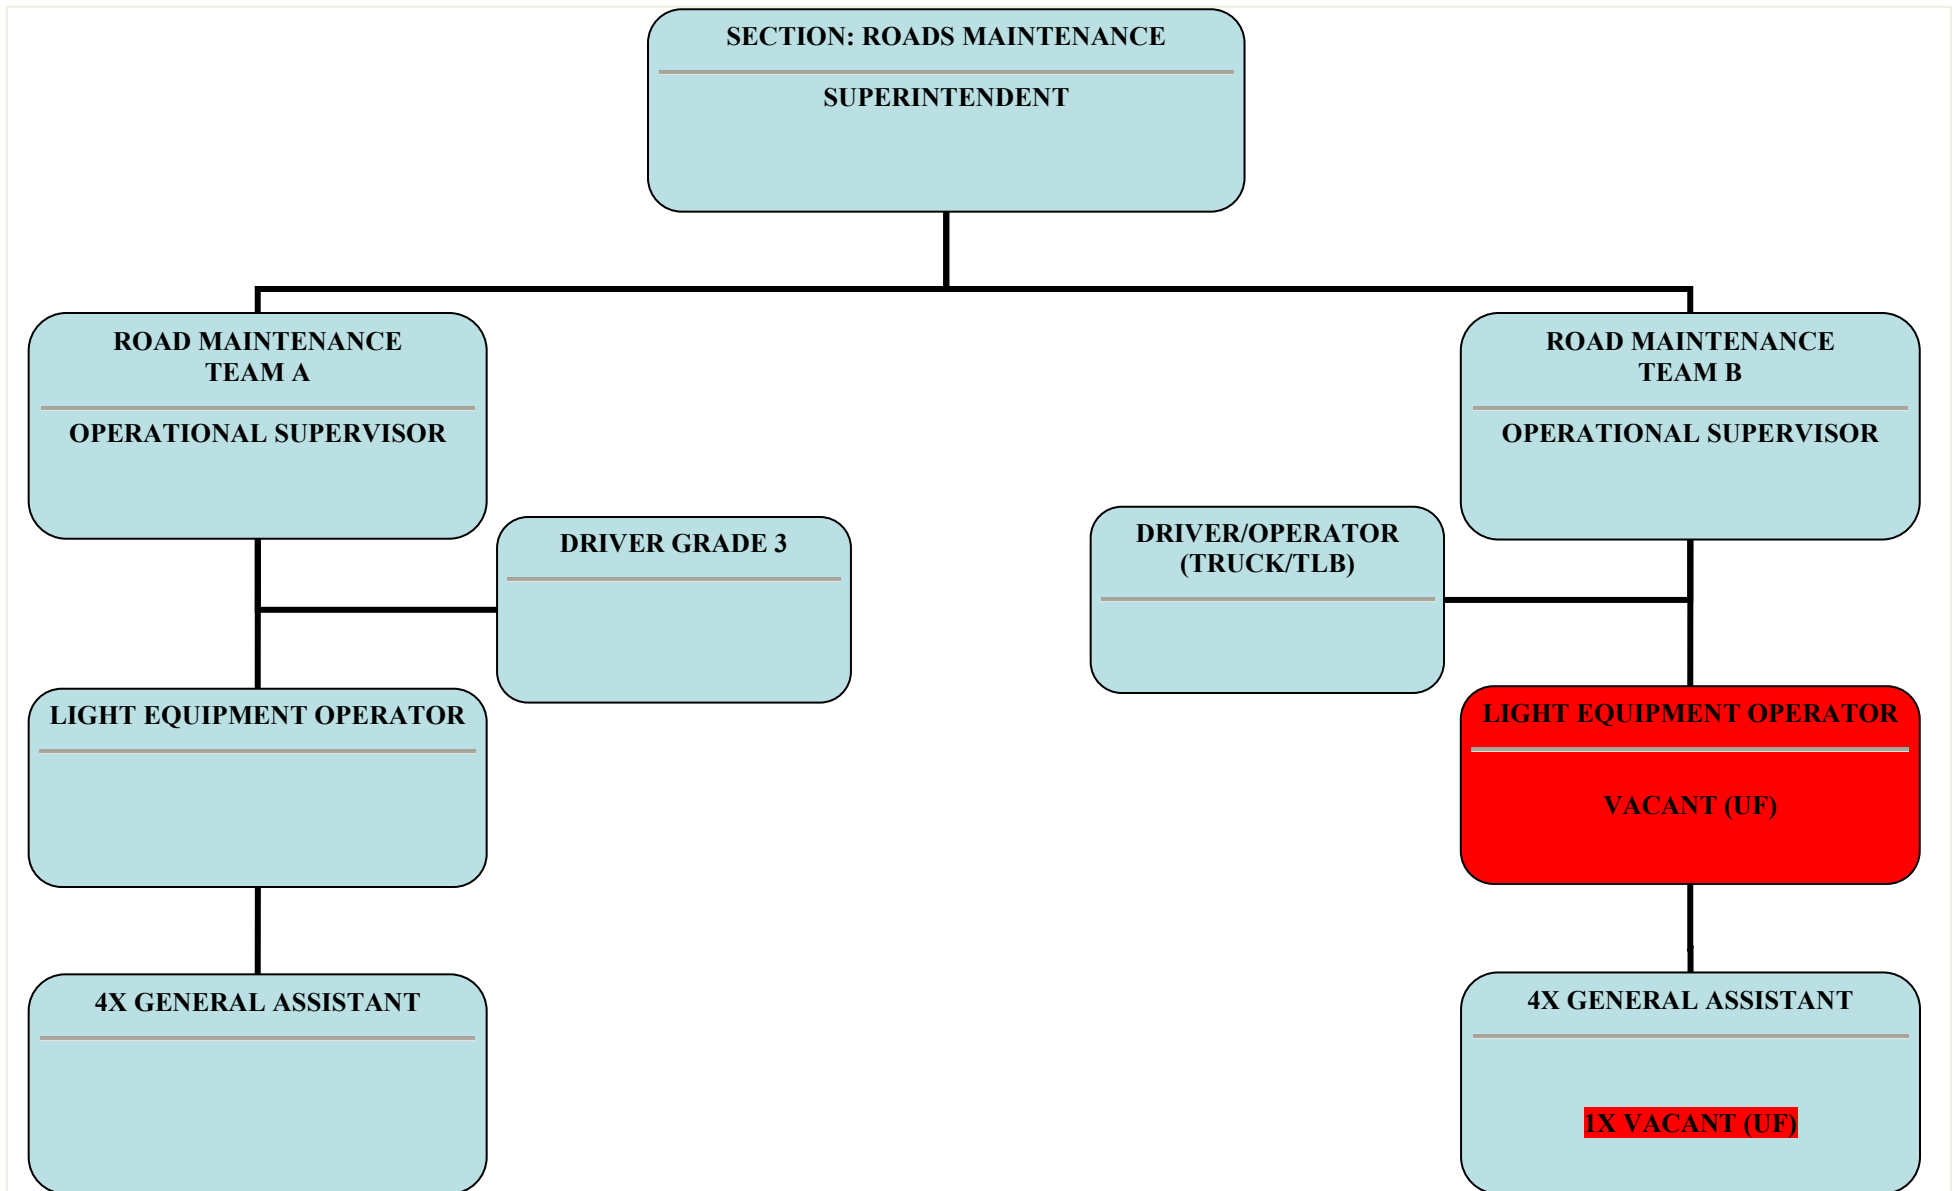 SECTION: ROADS MAINTENANCE
SUPERINTENDENT
ROAD MAINTENANCE
TEAM A
OPERATIONAL SUPERVISOR
ROAD MAINTENANCE
TEAM B
OPERATIONAL SUPERVISOR
DRIVER GRADE 3
DRIVER/OPERATOR
(TRUCK/TLB)
LIGHT EQUIPMENT OPERATOR
LIGHT EQUIPMENT OPERATOR
VACANT (UF)
4X GENERAL ASSISTANT
4X GENERAL ASSISTANT
1X VACANT (UF)